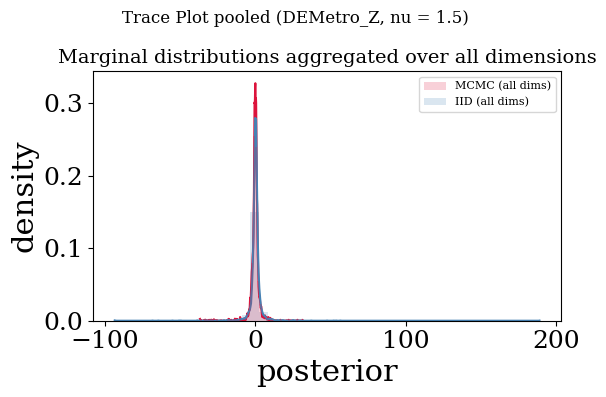 Trace Plot pooled (DEMetro_Z, nu = 1.5)
Marginal distributions aggregated over all dimensions
MCMC (all dims)
IID (all dims)
density
0.3
0.2
0.1
0.0
−100
0
100
200
posterior